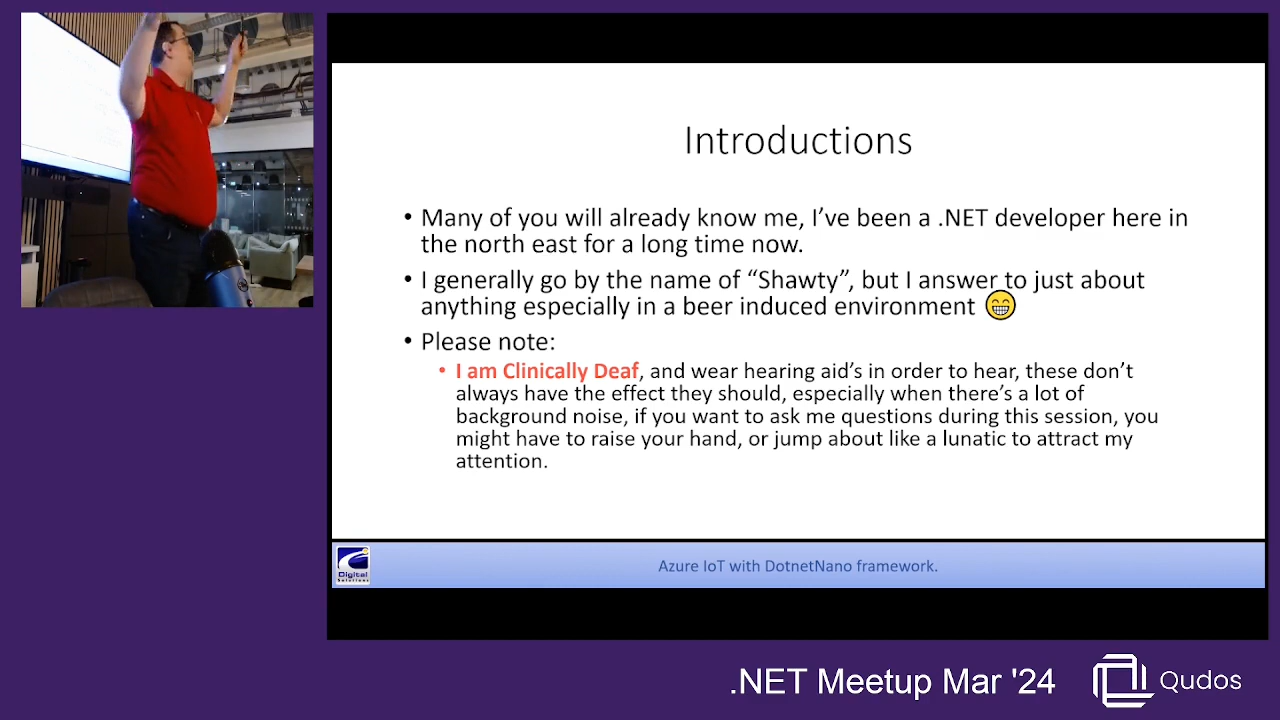 Introductions
• Many of you will already know me, I’ve been a .NET developer here in
the north east for a long time now.
• I generally go by the name of “Shawty”, but I answer to just about
anything especially in a beer induced environment 😁
• Please note:
• I am Clinically Deaf, and wear hearing aid’s in order to hear, these don’t
always have the effect they should, especially when there’s a lot of
background noise, if you want to ask me questions during this session, you
might have to raise your hand, or jump about like a lunatic to attract my
attention.
Digital
Solutions
Azure IoT with DotnetNano framework.
.NET Meetup Mar '24
Qudos